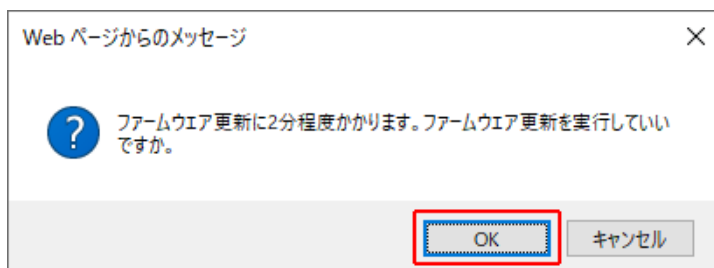 Web ページからのメッセージ
ファームウエア更新に2分程度かかります。ファームウエア更新を実行していい
ですか。
OK
キャンセル